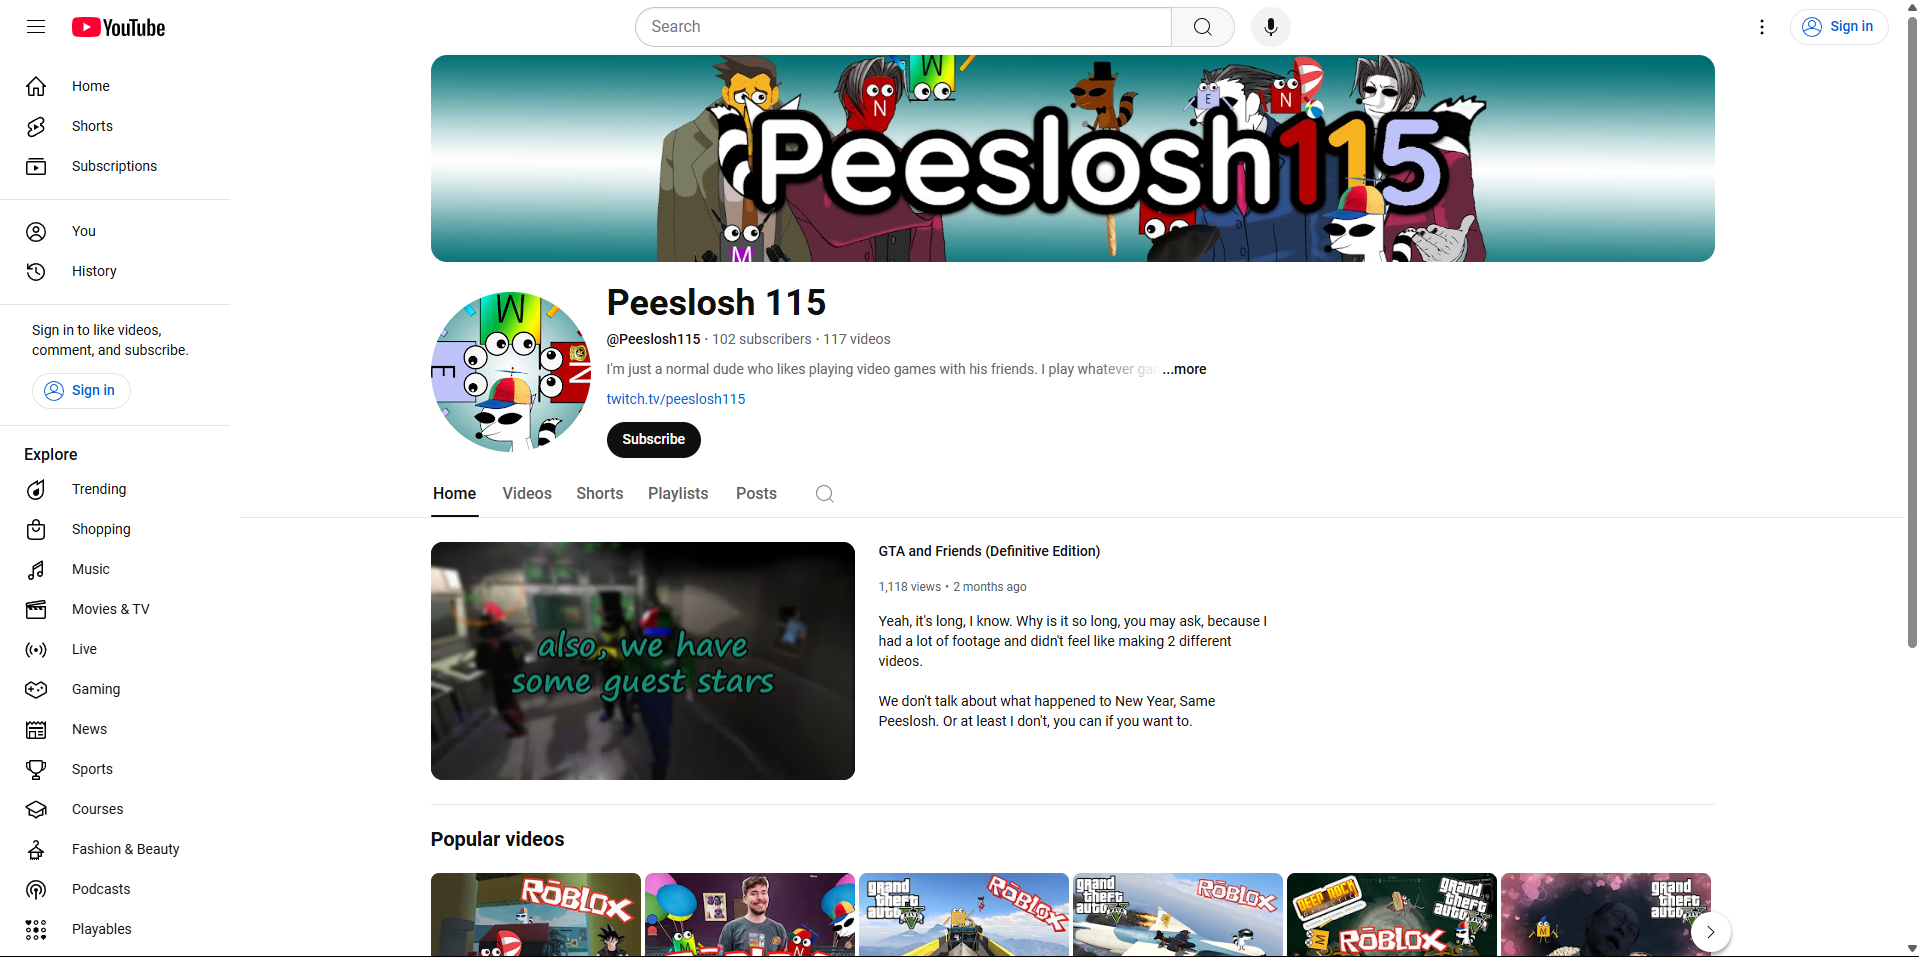 YouTube
Search
Sign in
Home
Shorts
Subscriptions
You
History
Sign in to like videos,
comment, and subscribe.
Sign in
Explore
Trending
Shopping
Music
Movies & TV
Live
Gaming
News
Sports
Courses
Fashion & Beauty
Podcasts
Playables
W
N
E
N
Peeslosh115
M
W
E
N
Peeslosh 115
@Peeslosh115 · 102 subscribers · 117 videos
I'm just a normal dude who likes playing video games with his friends. I play whatever ...more
twitch.tv/peeslosh115
Subscribe
Home
Videos
Shorts
Playlists
Posts
also, we have
some guest stars
GTA and Friends (Definitive Edition)
1,118 views • 2 months ago
Yeah, it's long, I know. Why is it so long, you may ask, because I
had a lot of footage and didn't feel like making 2 different
videos.
We don't talk about what happened to New Year, Same
Peeslosh. Or at least I don't, you can if you want to.
Popular videos
ROBLOX
N
grand
theft
auto V
ROBLOX
M
grand
theft
auto V
ROBLOX
DEEP ROCK
grand
theft
auto V
M
ROBLOX
grand
theft
auto
M